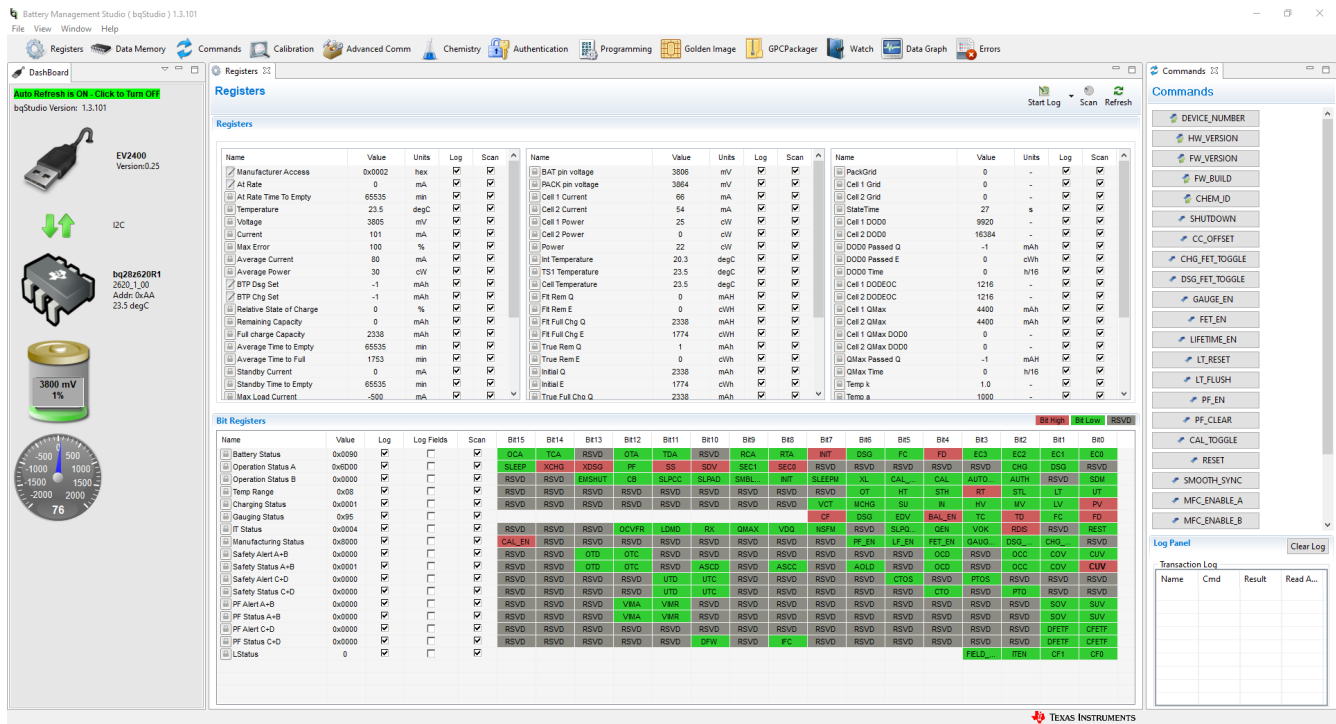 Battery Management Studio ( bqStudio ) 1.3.101
File View Window Help
Registers Data Memory Commands Calibration Advanced Comm Chemistry Authentication Programming Golden Image GPCPackager Watch Data Graph Errors
DashBoard
Auto Refresh is ON - Click to Turn OFF
bqStudio Version: 1.3.101
EV2400
Version:0.25
I2C
bq28z620R1
2620_1_00
Addr: 0xAA
23.5 degC
3800 mV
1%
0
-500 500
-1000 1000
-1500 1500
-2000 2000
76
Registers
Registers
Start Log Scan Refresh
Registers
Name Value Units Log Scan
Manufacturer Access 0x0002 hex
At Rate 0 mA
At Rate Time To Empty 65535 min
Temperature 23.5 degC
Voltage 3805 mV
Current 101 mA
Max Error 100 %
Average Current 80 mA
Average Power 30 cW
BTP Dsg Set -1 mAh
BTP Chg Set -1 mAh
Relative State of Charge 0 %
Remaining Capacity 0 mAh
Full charge Capacity 2338 mAh
Average Time to Empty 65535 min
Average Time to Full 1753 min
Standby Current 0 mA
Standby Time to Empty 65535 min
Max Load Current -500 mA
Name Value Units Log Scan
BAT pin voltage 3806 mV
PACK pin voltage 3864 mV
Cell 1 Current 66 mA
Cell 2 Current 54 mA
Cell 1 Power 25 cW
Cell 2 Power 0 cW
Power 22 cW
Int Temperature 20.3 degC
TS1 Temperature 23.5 degC
Cell Temperature 23.5 degC
Flt Rem Q 0 mAH
Flt Rem E 0 cWH
Flt Full Chg Q 2338 mAH
Flt Full Chg E 1774 cWH
True Rem Q 1 mAh
True Rem E 0 cWh
Initial Q 2338 mAh
Initial E 1774 cWh
True Full Chg Q 2338 mAh
Name Value Units Log Scan
PackGrid 0 -
Cell 1 Grid 0 -
Cell 2 Grid 0 -
StateTime 27 s
Cell 1 DOD0 9920 -
Cell 2 DOD0 16384 -
DOD0 Passed Q -1 mAh
DOD0 Passed E 0 cWh
DOD0 Time 0 h/16
Cell 1 DODEOC 1216 -
Cell 2 DODEOC 1216 -
Cell 1 QMax 4400 mAh
Cell 2 QMax 4400 mAh
Cell 1 QMax DOD0 0 -
Cell 2 QMax DOD0 0 -
QMax Passed Q -1 mAH
QMax Time 0 h/16
Temp k 1.0 -
Temp a 1000 -
Bit Registers Bit High Bit Low RSVD
Name Value Log Log Fields Scan Bit15 Bit14 Bit13 Bit12 Bit11 Bit10 Bit9 Bit8 Bit7 Bit6 Bit5 Bit4 Bit3 Bit2 Bit1 Bit0
Battery Status 0x0090 OCA TCA RSVD OTA TDA RSVD RCA RTA INIT DSG FC FD EC3 EC2 EC1 EC0
Operation Status A 0x6D00 SLEEP XCHG XDSG PF SS SDV SEC1 SEC0 RSVD RSVD RSVD RSVD RSVD CHG DSG RSVD
Operation Status B 0x0000 RSVD RSVD EMSHUT CB SLPCC SLPAD SMBL... INIT SLEEPM XL CAL_... CAL AUTO... AUTH RSVD SDM
Temp Range 0x08 RSVD RSVD RSVD RSVD RSVD RSVD RSVD RSVD RSVD OT HT STH RT STL LT UT
Charging Status 0x0001 RSVD RSVD RSVD RSVD RSVD RSVD RSVD RSVD VCT MCHG SU IN HV MV LV PV
Gauging Status 0x95 CF DSG EDV BAL_EN TC TD FC FD
IT Status 0x0004 RSVD RSVD RSVD OCVFR LDMD RX QMAX VDQ NSFM RSVD SLPQ... QEN VOK RDIS RSVD REST
Manufacturing Status 0x8000 CAL_EN RSVD RSVD RSVD RSVD RSVD RSVD RSVD RSVD PF_EN LF_EN FET_EN GAUG... DSG_... CHG_... RSVD
Safety Alert A+B 0x0000 RSVD RSVD OTD OTC RSVD RSVD RSVD RSVD RSVD RSVD RSVD OCD RSVD OCC COV CUV
Safety Status A+B 0x0001 RSVD RSVD OTD OTC RSVD ASCD RSVD ASCC RSVD AOLD RSVD OCD RSVD OCC COV CUV
Safety Alert C+D 0x0000 RSVD RSVD RSVD RSVD UTD UTC RSVD RSVD RSVD RSVD CTOS RSVD PTOS RSVD RSVD RSVD
Safety Status C+D 0x0000 RSVD RSVD RSVD RSVD UTD UTC RSVD RSVD RSVD RSVD RSVD CTO RSVD PTO RSVD RSVD
PF Alert A+B 0x0000 RSVD RSVD RSVD VIMA VIMR RSVD RSVD RSVD RSVD RSVD RSVD RSVD RSVD RSVD SOV SUV
PF Status A+B 0x0000 RSVD RSVD RSVD VIMA VIMR RSVD RSVD RSVD RSVD RSVD RSVD RSVD RSVD RSVD SOV SUV
PF Alert C+D 0x0000 RSVD RSVD RSVD RSVD RSVD RSVD RSVD RSVD RSVD RSVD RSVD RSVD RSVD RSVD DFETF CFETF
PF Status C+D 0x0000 RSVD RSVD RSVD RSVD RSVD DFW RSVD IFC RSVD RSVD RSVD RSVD RSVD RSVD DFETF CFETF
LStatus 0 FIELD_... ITEN CF1 CF0
Commands
Commands
DEVICE_NUMBER
HW_VERSION
FW_VERSION
FW_BUILD
CHEM_ID
SHUTDOWN
CC_OFFSET
CHG_FET_TOGGLE
DSG_FET_TOGGLE
GAUGE_EN
FET_EN
LIFETIME_EN
LT_RESET
LT_FLUSH
PF_EN
PF_CLEAR
CAL_TOGGLE
RESET
SMOOTH_SYNC
MFC_ENABLE_A
MFC_ENABLE_B
Log Panel Clear Log
Transaction Log
Name Cmd Result Read A...
TEXAS INSTRUMENTS